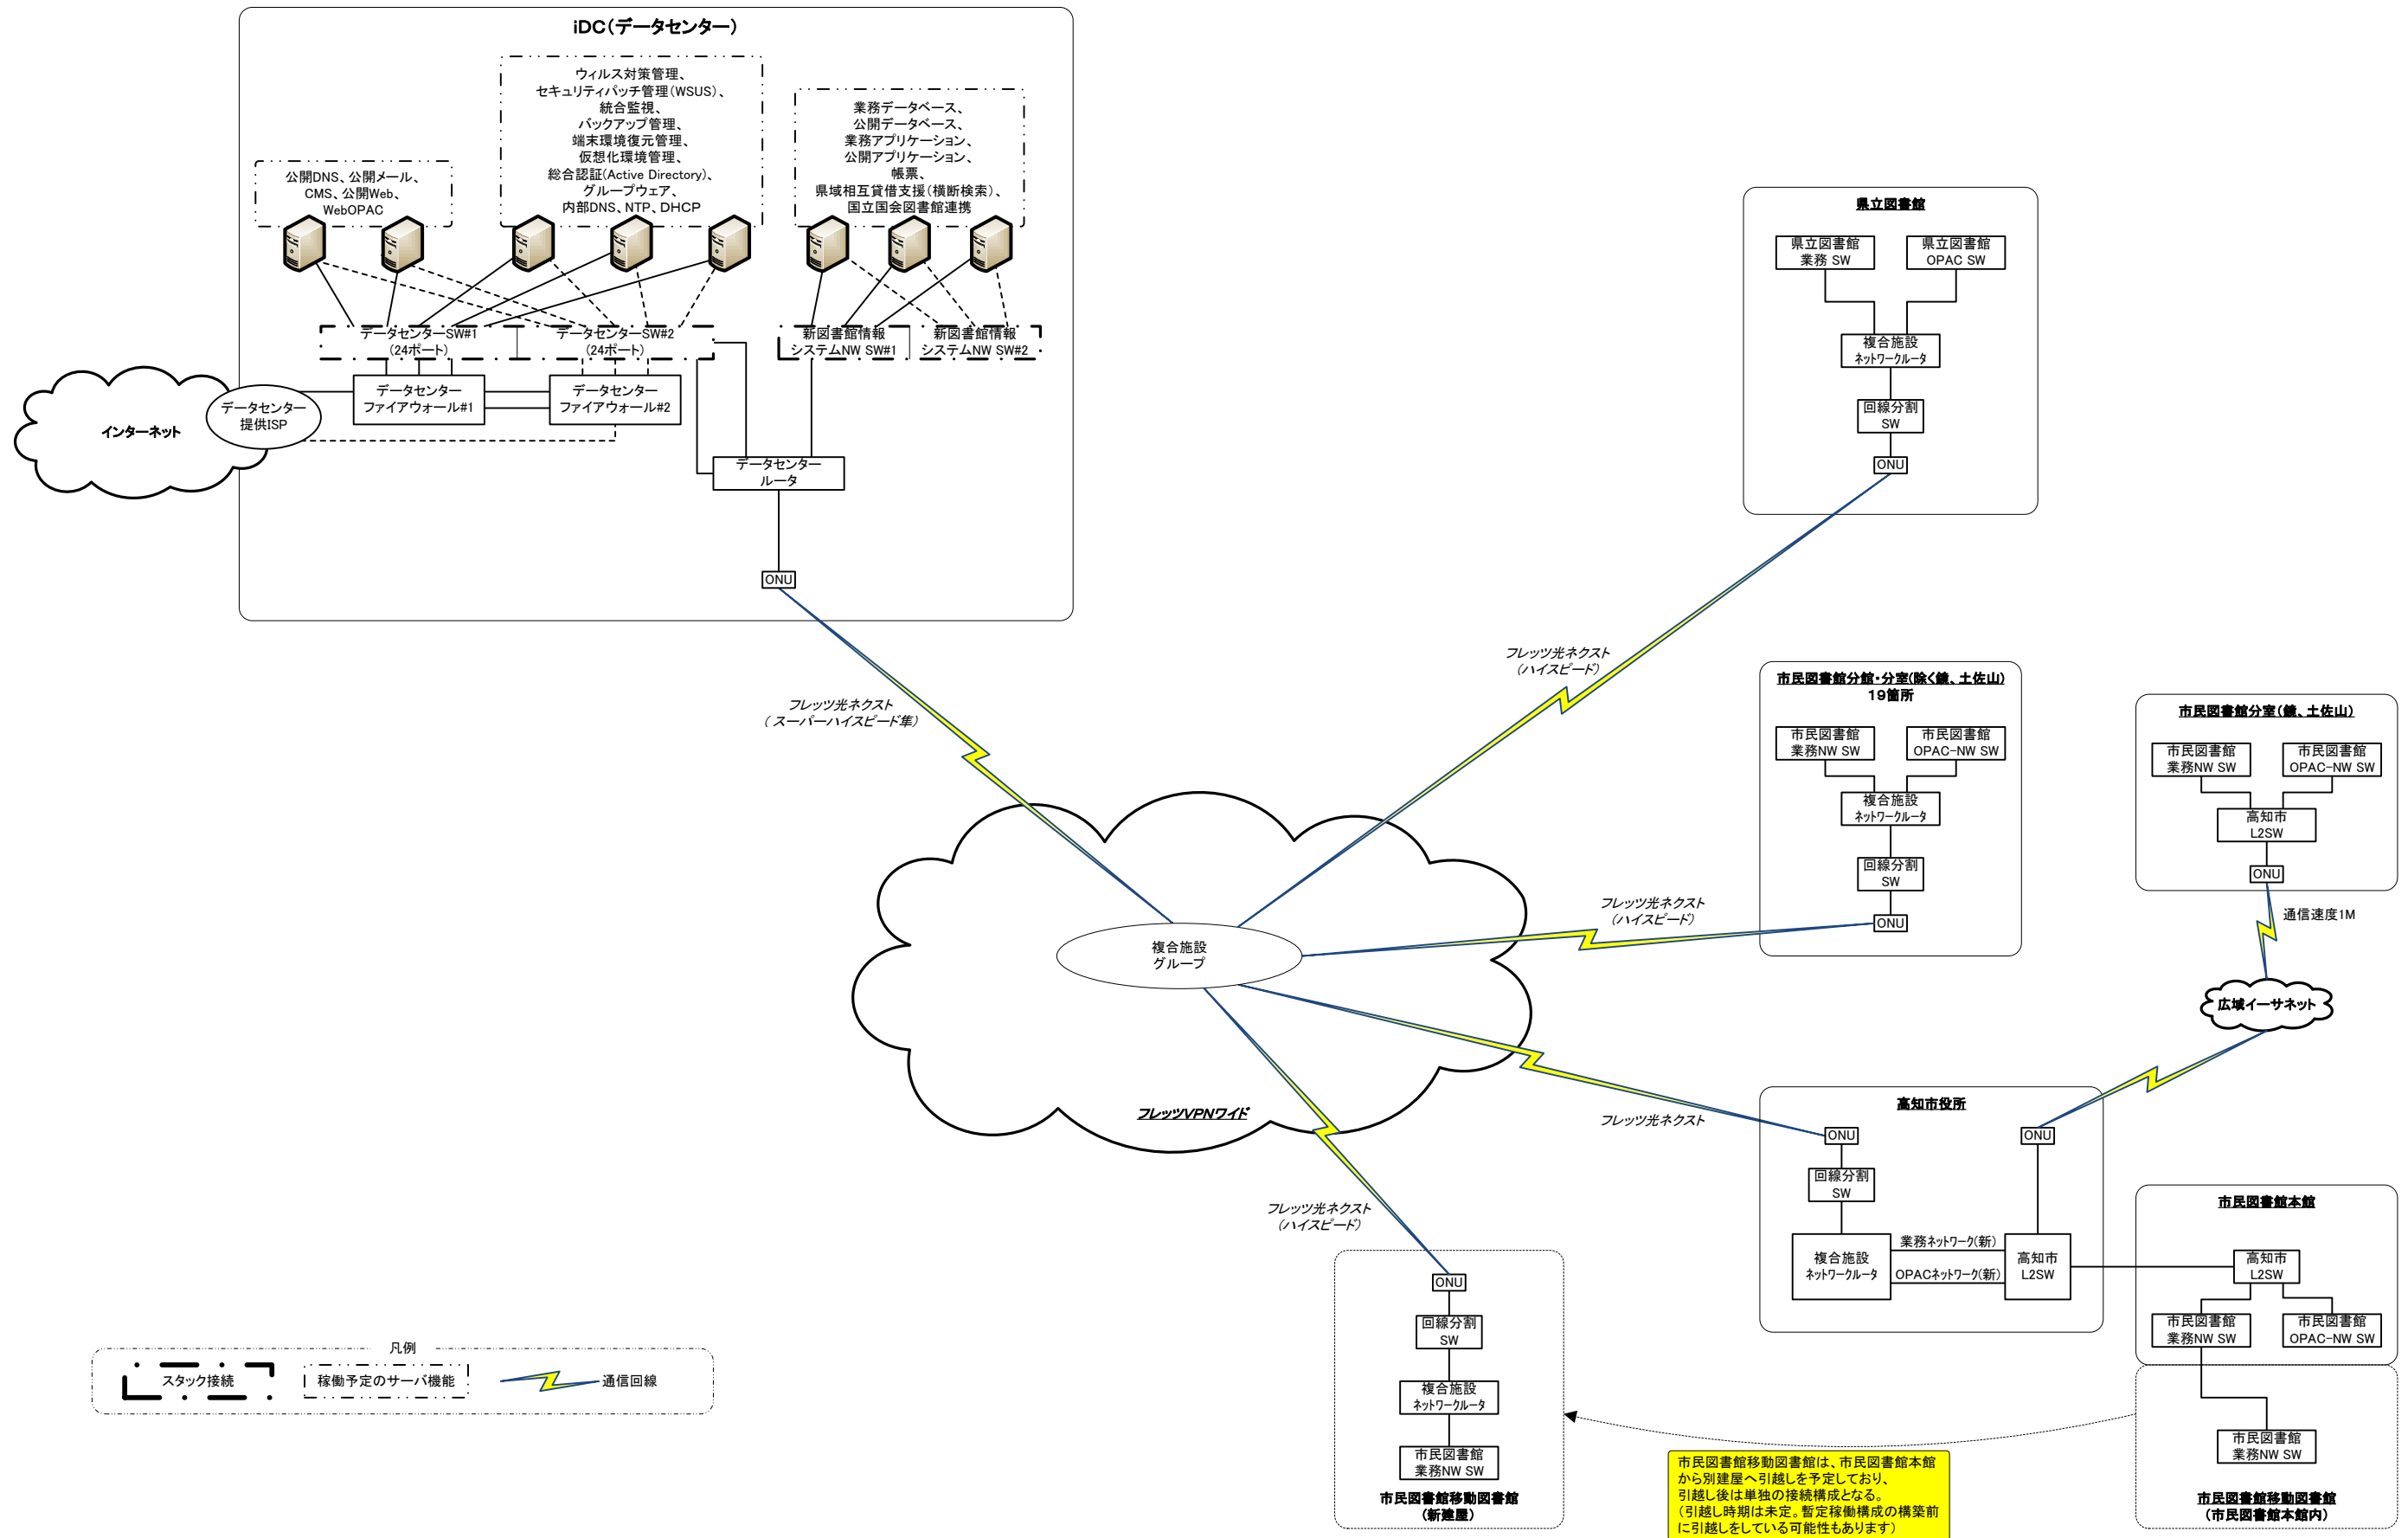 iDC(データセンター)
ウィルス対策管理、
セキュリティパッチ管理(WSUS)、
統合監視、
バックアップ管理、
端末環境復元管理、
仮想化環境管理、
総合認証(Active Directory)、
グループウェア、
内部DNS、NTP、DHCP
業務データベース、
公開データベース、
業務アプリケーション、
公開アプリケーション、
帳票、
県域相互貸借支援(横断検索)、
国立国会図書館連携
公開DNS、公開メール、
CMS、公開Web、
WebOPAC
データセンターSW#1
(24ポート)
データセンターSW#2
(24ポート)
新図書館情報
システムNW SW#1
新図書館情報
システムNW SW#2
データセンター
ファイアウォール#1
データセンター
ファイアウォール#2
インターネット
データセンター
提供ISP
データセンター
ルータ
ONU
フレッツ光ネクスト
(スーパーハイスピード隼)
県立図書館
県立図書館
業務 SW
県立図書館
OPAC SW
複合施設
ネットワークルータ
回線分割
SW
ONU
フレッツ光ネクスト
(ハイスピード)
市民図書館分館・分室(除く鏡、土佐山)
19箇所
市民図書館
業務NW SW
市民図書館
OPAC-NW SW
複合施設
ネットワークルータ
回線分割
SW
ONU
フレッツ光ネクスト
(ハイスピード)
市民図書館分室(鏡、土佐山)
市民図書館
業務NW SW
市民図書館
OPAC-NW SW
高知市
L2SW
ONU
通信速度1M
広域イーサネット
複合施設
グループ
フレッツVPNワイド
フレッツ光ネクスト
高知市役所
ONU
ONU
回線分割
SW
複合施設
ネットワークルータ
業務ネットワーク(新)
OPACネットワーク(新)
高知市
L2SW
市民図書館本館
高知市
L2SW
市民図書館
業務NW SW
市民図書館
OPAC-NW SW
市民図書館
業務NW SW
市民図書館移動図書館
(市民図書館本館内)
フレッツ光ネクスト
(ハイスピード)
ONU
回線分割
SW
複合施設
ネットワークルータ
市民図書館
業務NW SW
市民図書館移動図書館
(新建屋)
市民図書館移動図書館は、市民図書館本館
から別建屋へ引越しを予定しており、
引越し後は単独の接続構成となる。
(引越し時期は未定。暫定稼働構成の構築前
に引越しをしている可能性もあります)
凡例
スタック接続
稼働予定のサーバ機能
通信回線